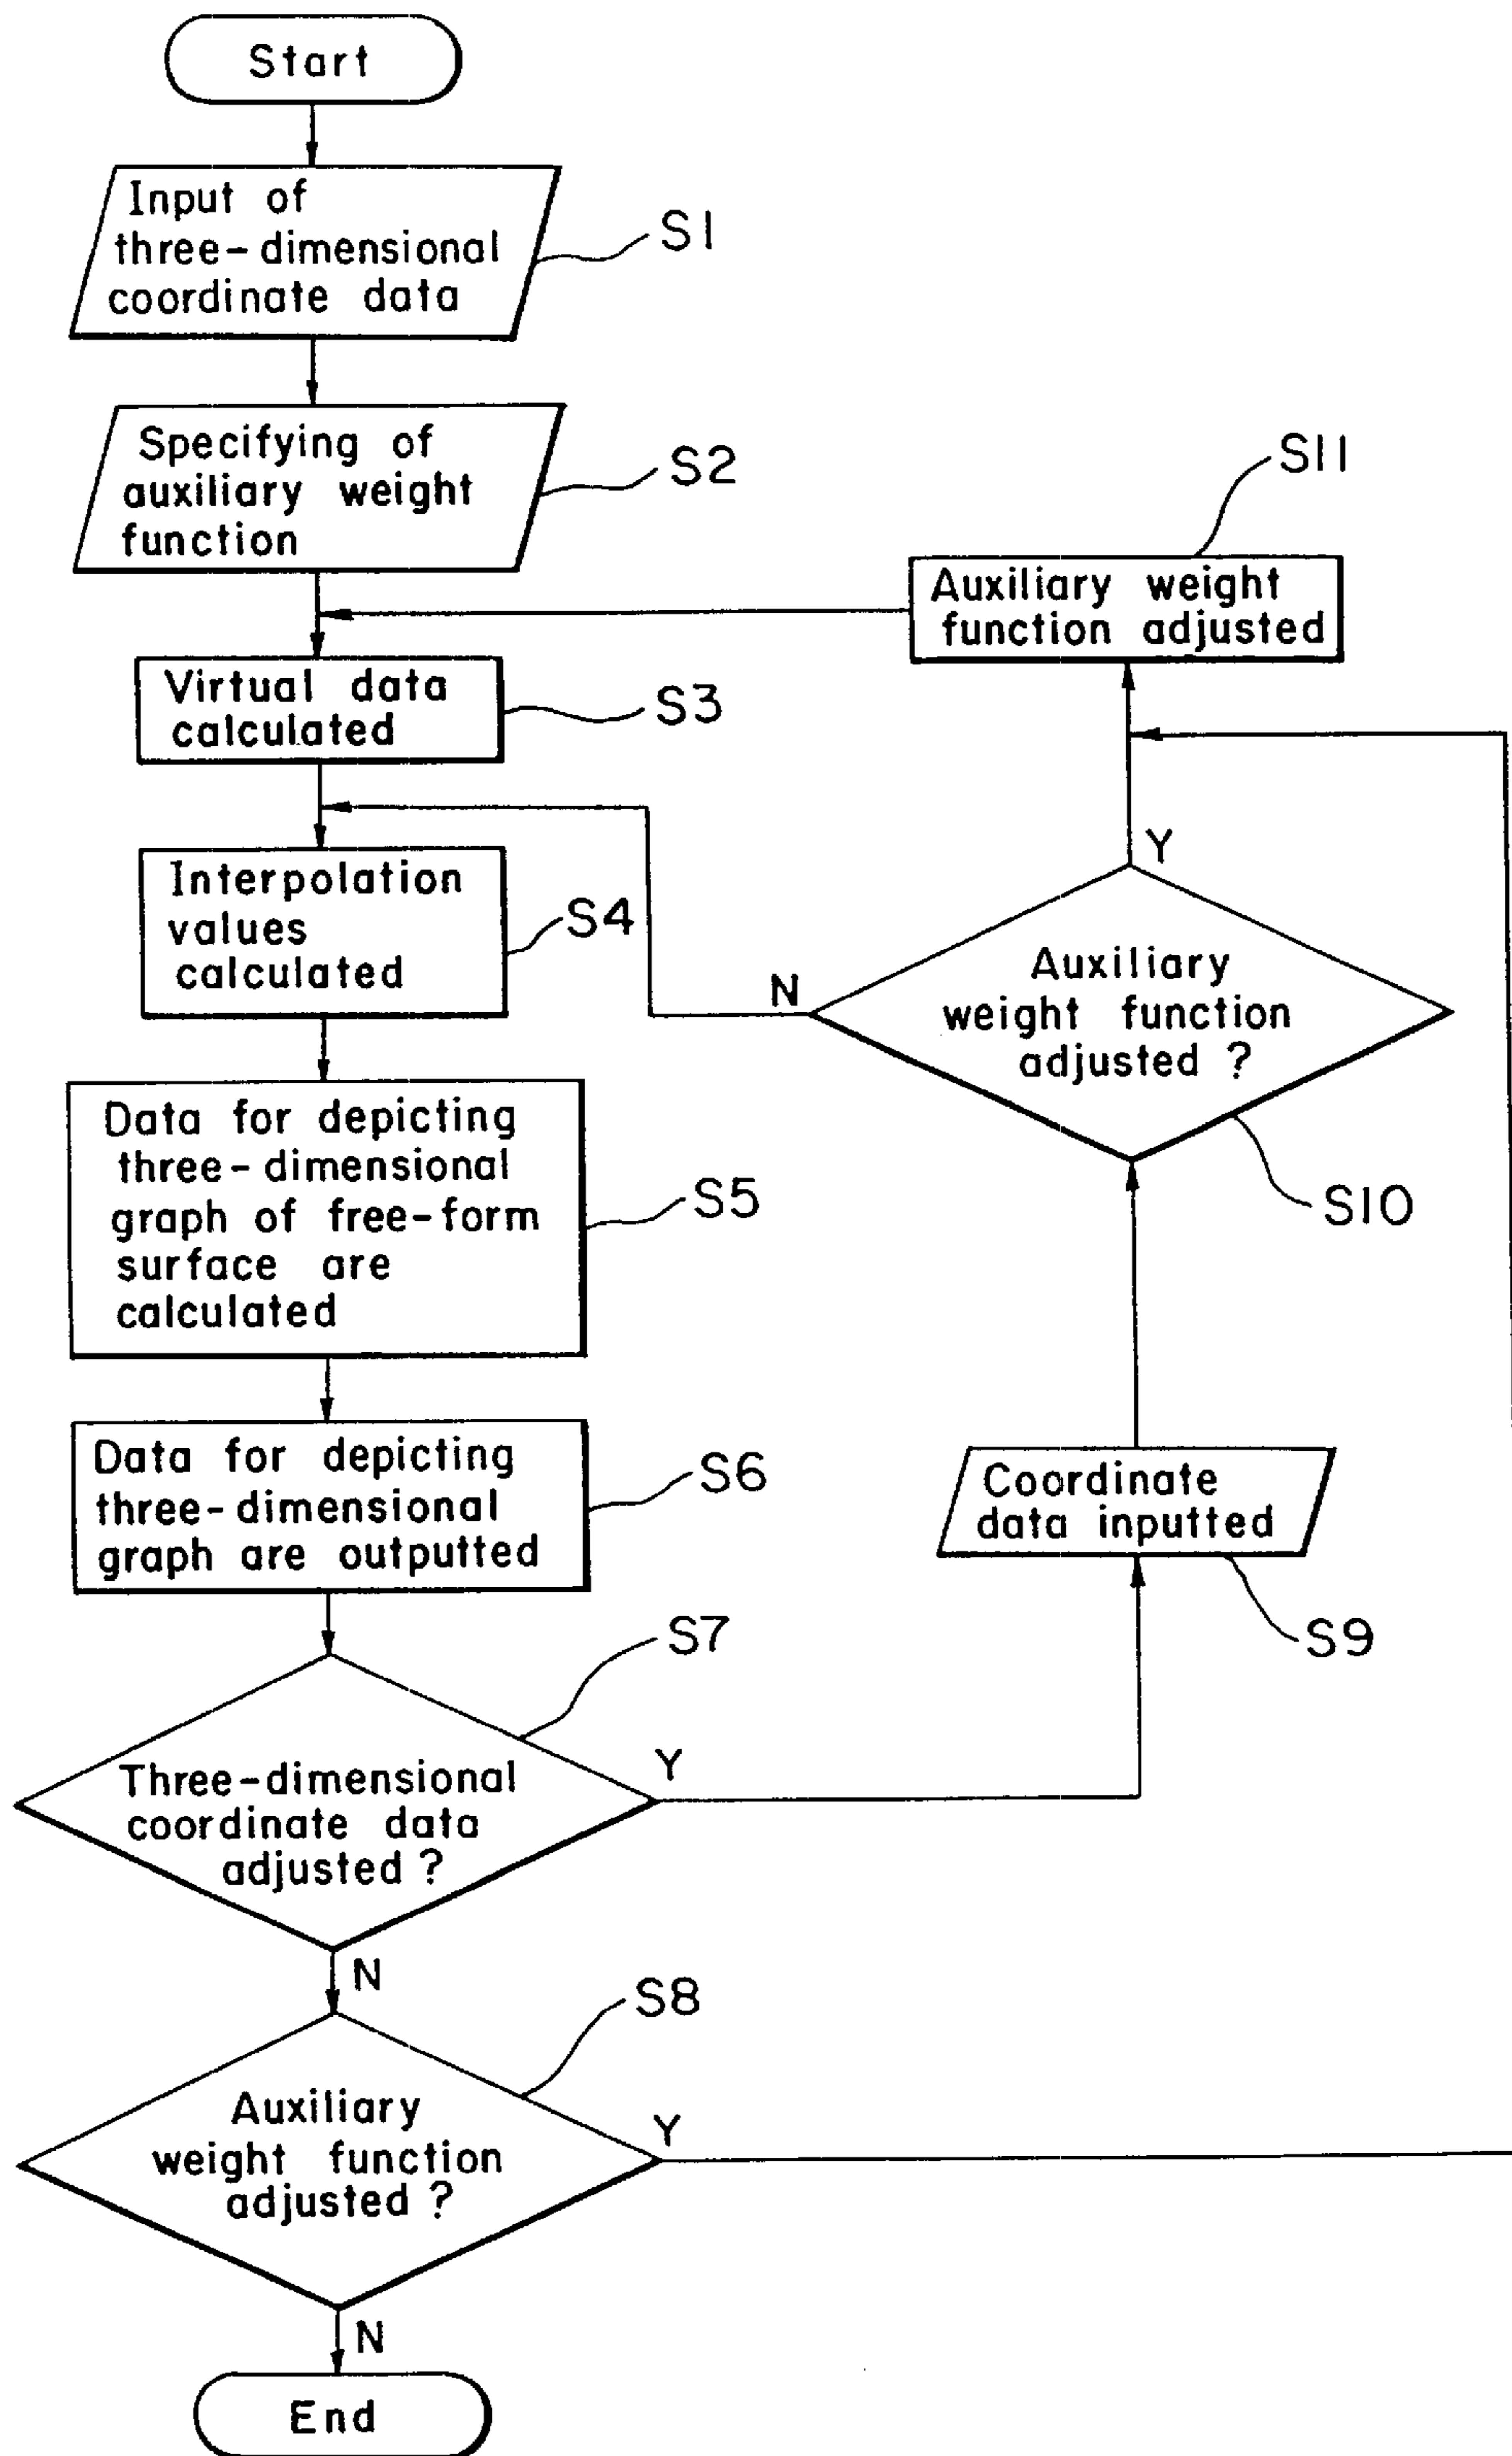 Start
Input of
three-dimensional
coordinate data
S1
Specifying of
auxiliary weight
function
S2
Virtual data
calculated
S3
Interpolation
values
calculated
S4
Data for depicting
three-dimensional
graph of free-form
surface are
calculated
S5
Data for depicting
three-dimensional
graph are outputted
S6
Three-dimensional
coordinate data
adjusted ?
S7
Y
N
Auxiliary
weight function
adjusted ?
S8
Y
N
End
Coordinate
data inputted
S9
Auxiliary
weight function
adjusted ?
S10
N
Y
Auxiliary weight
function adjusted
S11